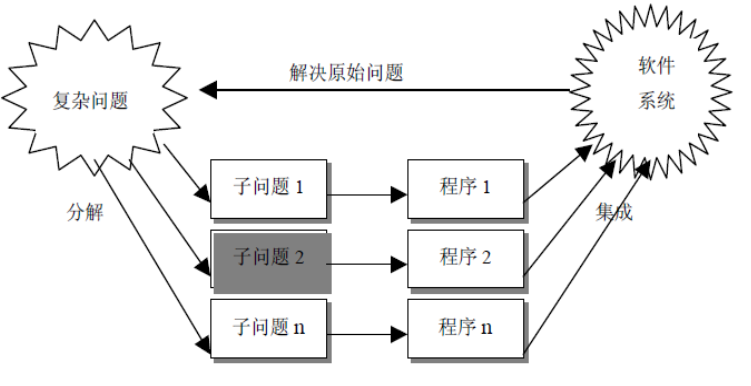 解决原始问题
复杂问题
软件
系统
分解
子问题 1
程序 1
集成
子问题 2
程序 2
子问题 n
程序 n